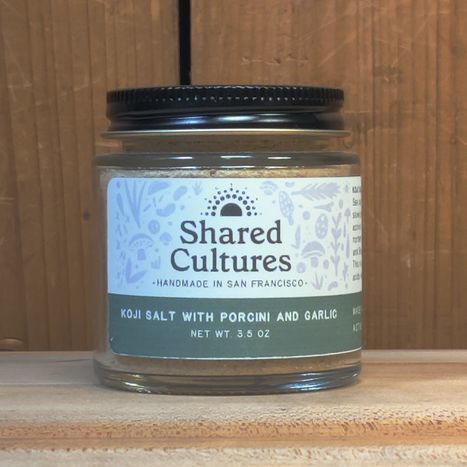 Shared
Cultures
-HANDMADE IN SAN FRANCISCO-
KOJI SALT WITH PORCINI AND GARLIC
NET WT. 3.5 OZ